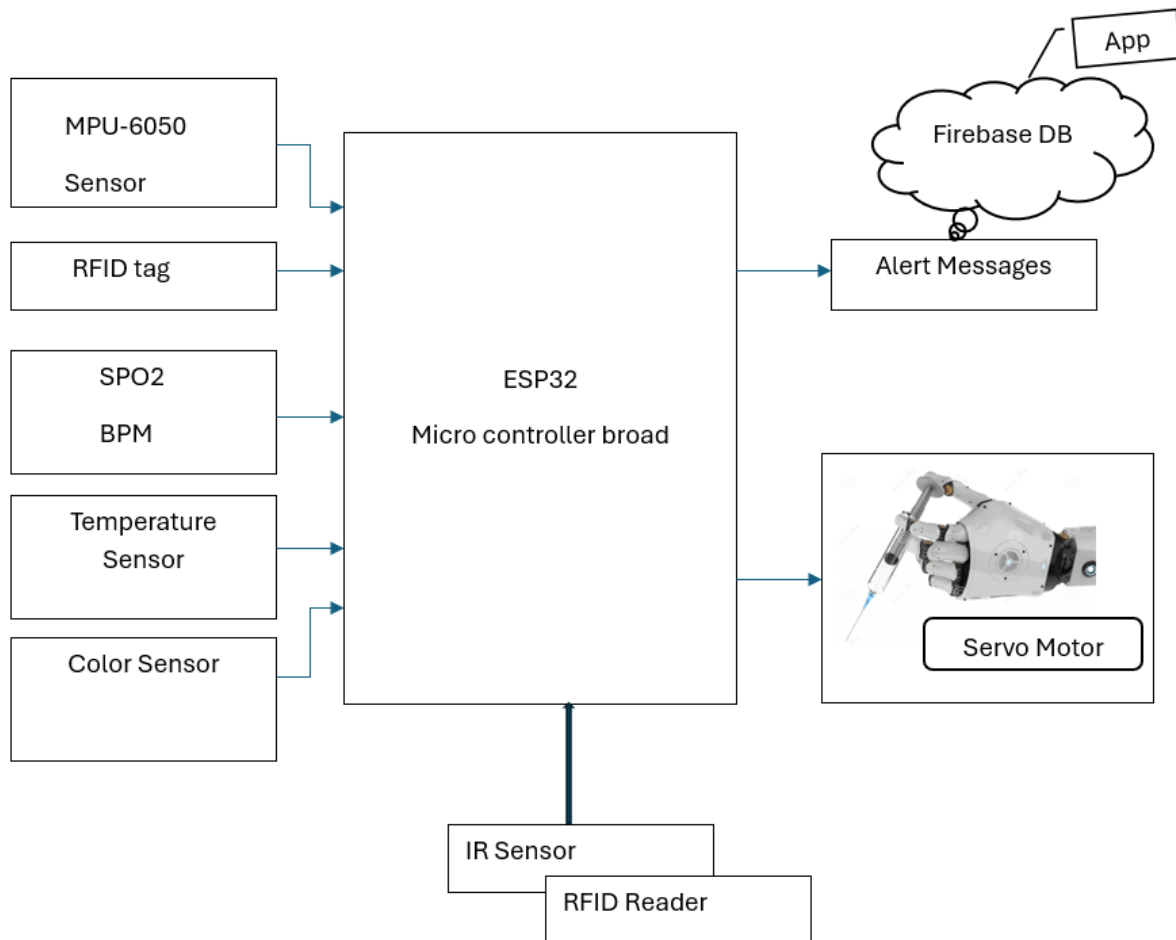 App
MPU-6050
Sensor
Firebase DB
RFID tag
Alert Messages
SPO2
BPM
ESP32
Micro controller broad
Temperature
Sensor
Color Sensor
Servo Motor
IR Sensor
RFID Reader